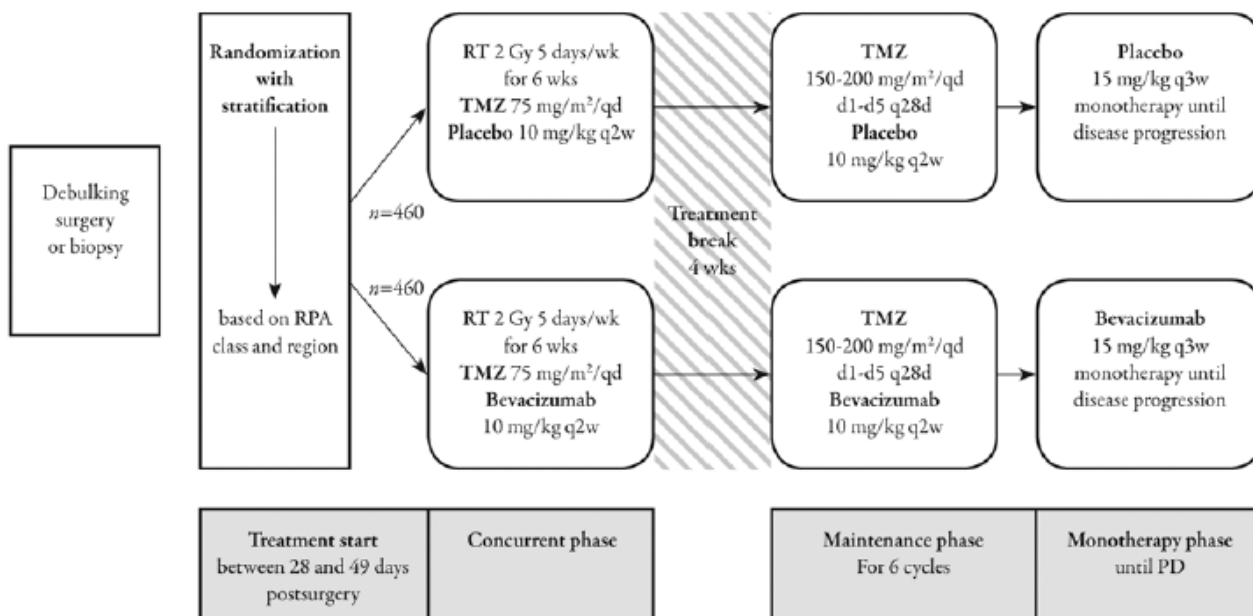 Debulking
surgery
or biopsy
Randomization
with
stratification
based on RPA
class and region
n=460
n=460
RT 2 Gy 5 days/wk
for 6 wks
TMZ 75 mg/m²/qd
Placebo 10 mg/kg q2w
RT 2 Gy 5 days/wk
for 6 wks
TMZ 75 mg/m²/qd
Bevacizumab
10 mg/kg q2w
Treatment
break
4 wks
TMZ
150-200 mg/m²/qd
d1-d5 q28d
Placebo
10 mg/kg q2w
TMZ
150-200 mg/m²/qd
d1-d5 q28d
Bevacizumab
10 mg/kg q2w
Placebo
15 mg/kg q3w
monotherapy until
disease progression
Bevacizumab
15 mg/kg q3w
monotherapy until
disease progression
Treatment start
between 28 and 49 days
postsurgery
Concurrent phase
Maintenance phase
For 6 cycles
Monotherapy phase
until PD